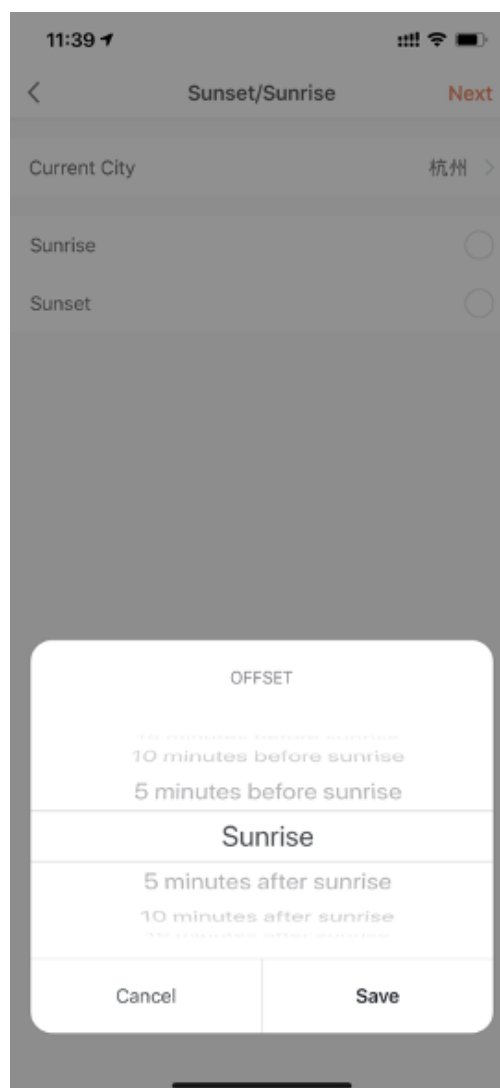 11:39
Sunset/Sunrise Next
Current City 杭州
Sunrise
Sunset
OFFSET
10 minutes before sunrise
5 minutes before sunrise
Sunrise
5 minutes after sunrise
10 minutes after sunrise
Cancel Save